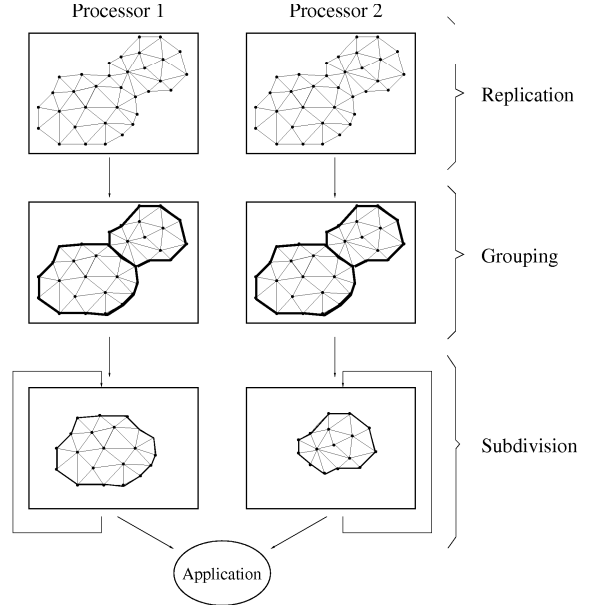 Processor 1
Processor 2
Replication
Grouping
Subdivision
Application